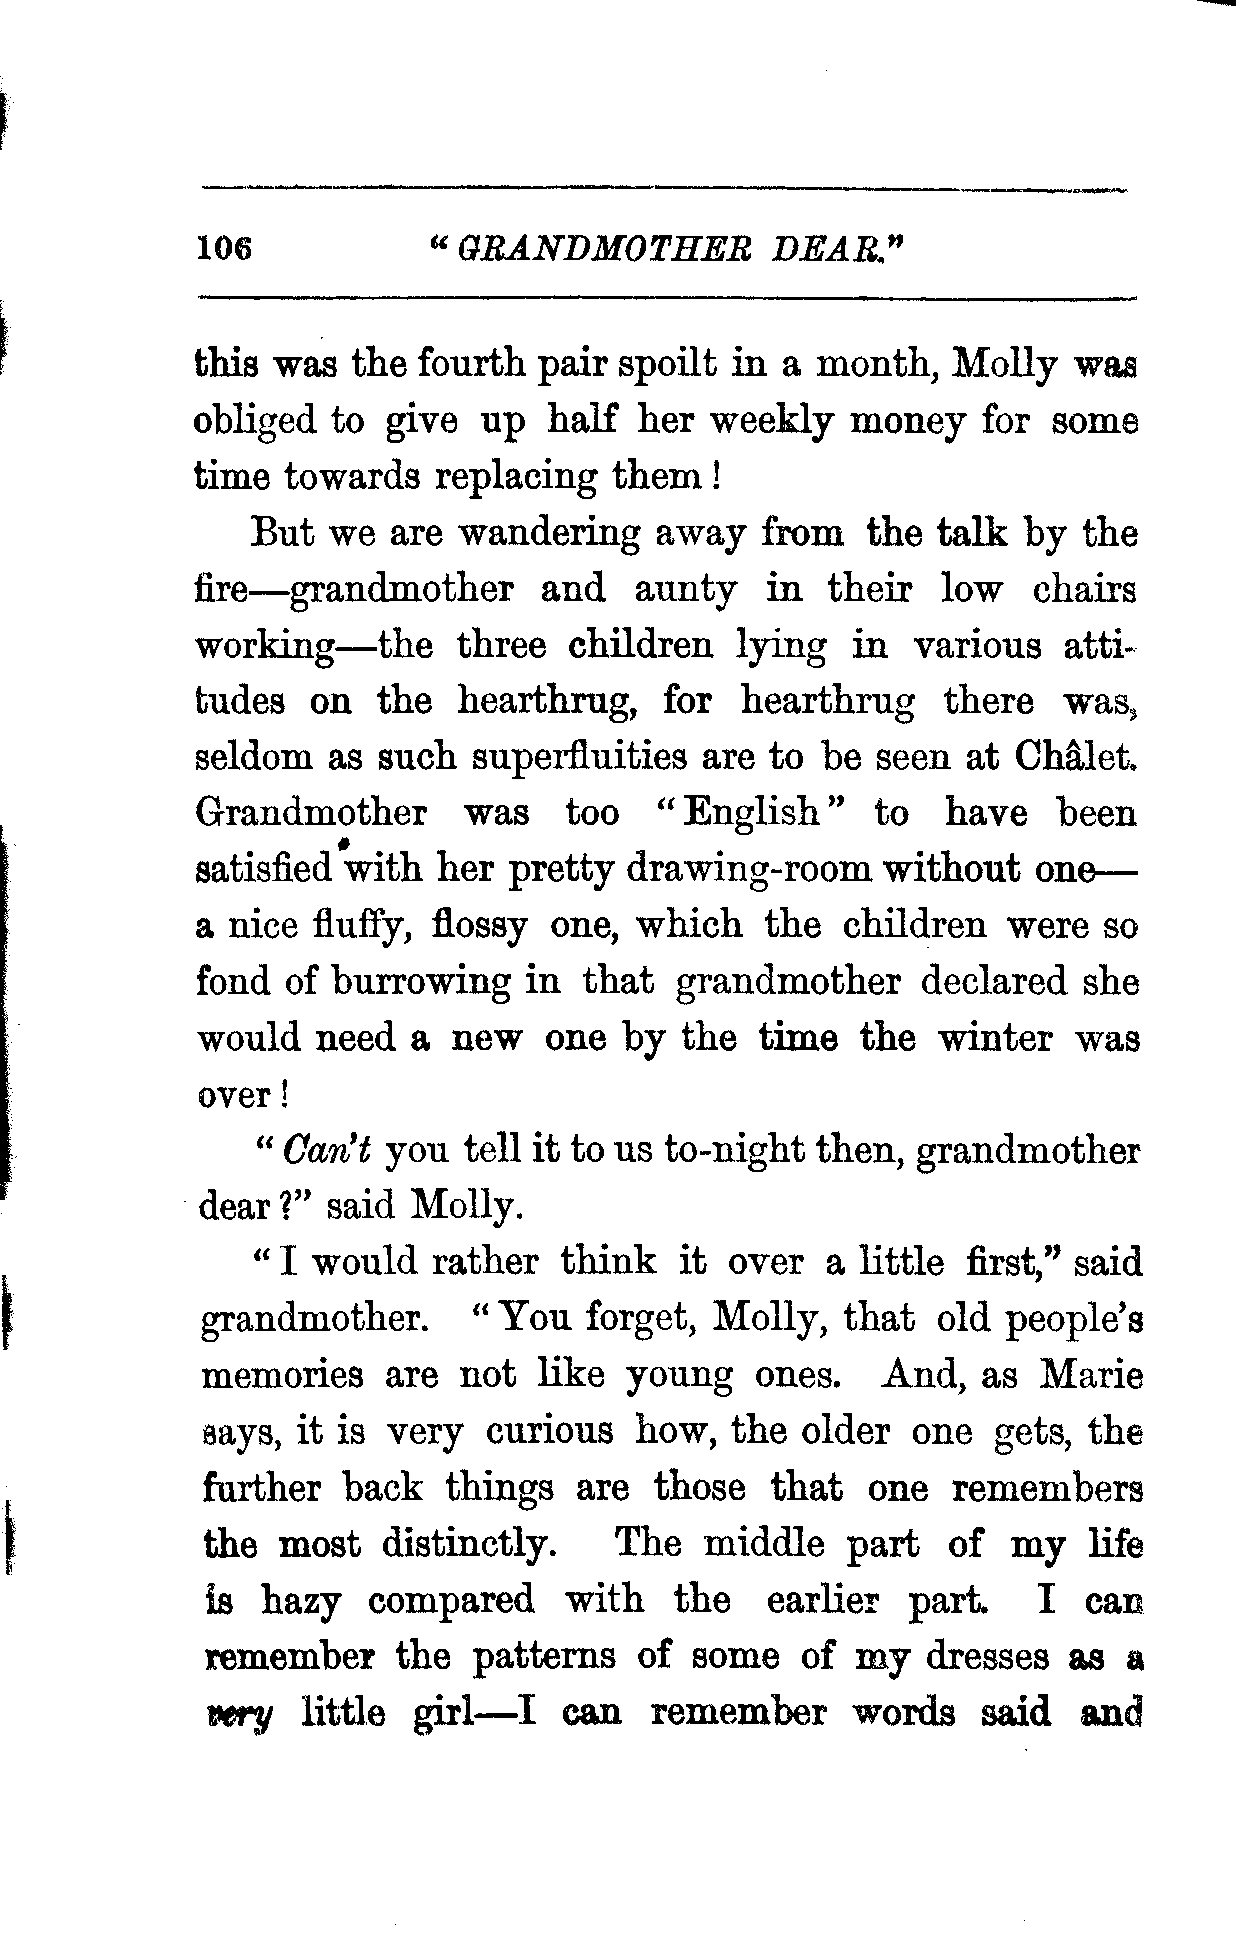 106 "GRANDMOTHER DEAR."
this was the fourth pair spoilt in a month, Molly was
obliged to give up half her weekly money for some
time towards replacing them!
But we are wandering away from the talk by the
fire—grandmother and aunty in their low chairs
working—the three children lying in various atti-
tudes on the hearthrug, for hearthrug there was,
seldom as such superfluities are to be seen at Châlet.
Grandmother was too "English" to have been
satisfied with her pretty drawing-room without one—
a nice fluffy, flossy one, which the children were so
fond of burrowing in that grandmother declared she
would need a new one by the time the winter was
over!
"Can't you tell it to us to-night then, grandmother
dear?" said Molly.
"I would rather think it over a little first," said
grandmother. "You forget, Molly, that old people's
memories are not like young ones. And, as Marie
says, it is very curious how, the older one gets, the
further back things are those that one remembers
the most distinctly. The middle part of my life
is hazy compared with the earlier part. I can
remember the patterns of some of my dresses as a
very little girl—I can remember words said and